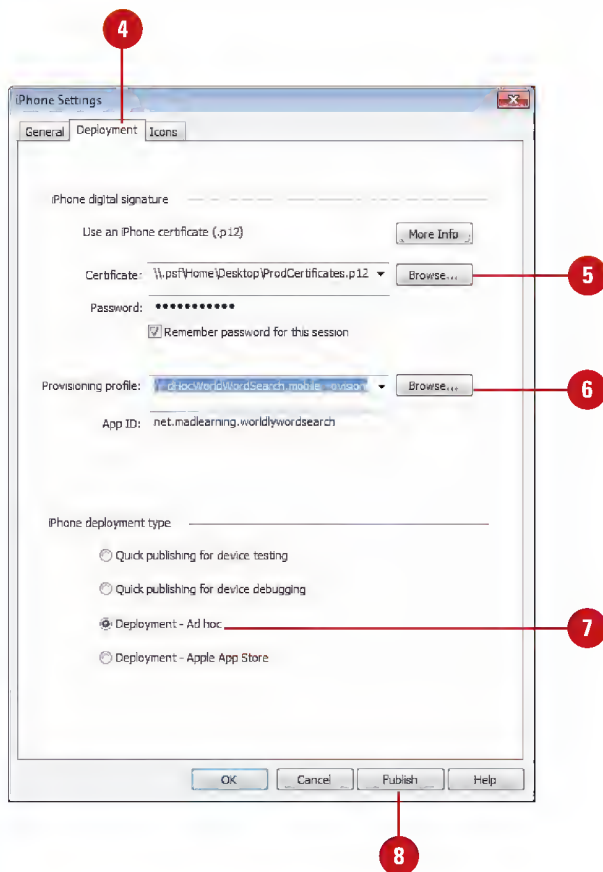 4
iPhone Settings
General Deployment Icons
iPhone digital signature
Use an iPhone certificate (.p12) More Info
Certificate: \\.psf\Home\Desktop\ProdCertificates.p12 Browse... 5
Password: •••••••••••
Remember password for this session
Provisioning profile: Browse... 6
App ID: net.madlearning.worldlywordsearch
iPhone deployment type
Quick publishing for device testing
Quick publishing for device debugging
Deployment - Ad hoc 7
Deployment - Apple App Store
OK Cancel Publish Help
8